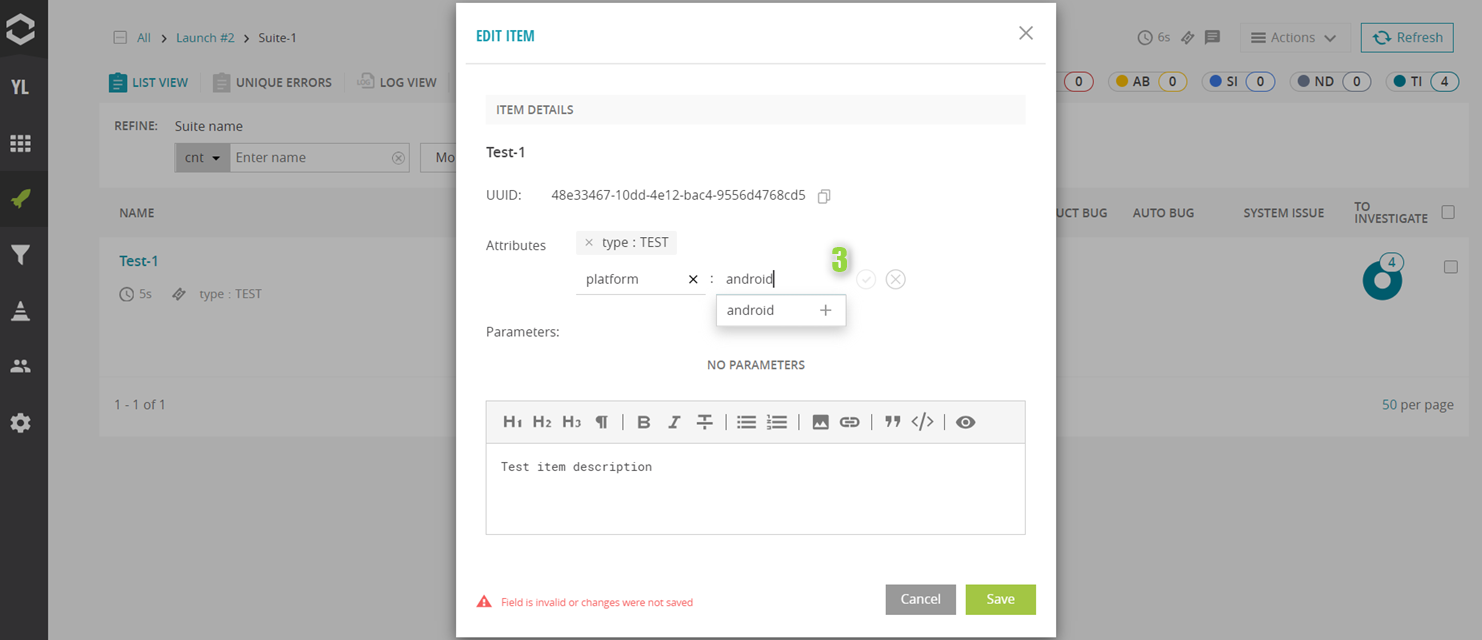 All > Launch #2 > Suite-1
6s
Actions
Refresh
YL
LIST VIEW
UNIQUE ERRORS
LOG VIEW
0
AB 0
SI 0
ND 0
TI 4
REFINE:
Suite name
cnt
Enter name
Mo
NAME
UCT BUG
AUTO BUG
SYSTEM ISSUE
TO
INVESTIGATE
Test-1
5s
type : TEST
4
1 - 1 of 1
50 per page
EDIT ITEM
ITEM DETAILS
Test-1
UUID: 48e33467-10dd-4e12-bac4-9556d4768cd5
Attributes
× type : TEST
3
platform × : android
android +
Parameters:
NO PARAMETERS
H1 H2 H3 ¶ B I T </>
Test item description
Field is invalid or changes were not saved
Cancel
Save